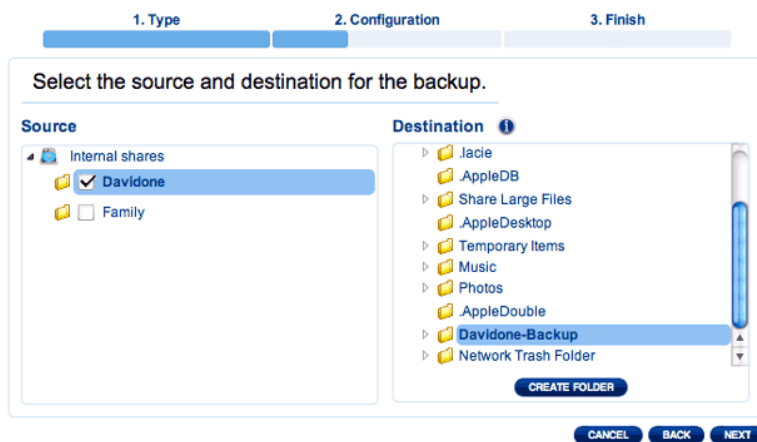 1. Type
2. Configuration
3. Finish
Select the source and destination for the backup.
Source
Internal shares
Davidone
Family
Destination
.lacie
.AppleDB
Share Large Files
.AppleDesktop
Temporary Items
Music
Photos
.AppleDouble
Davidone-Backup
Network Trash Folder
CREATE FOLDER
CANCEL
BACK
NEXT